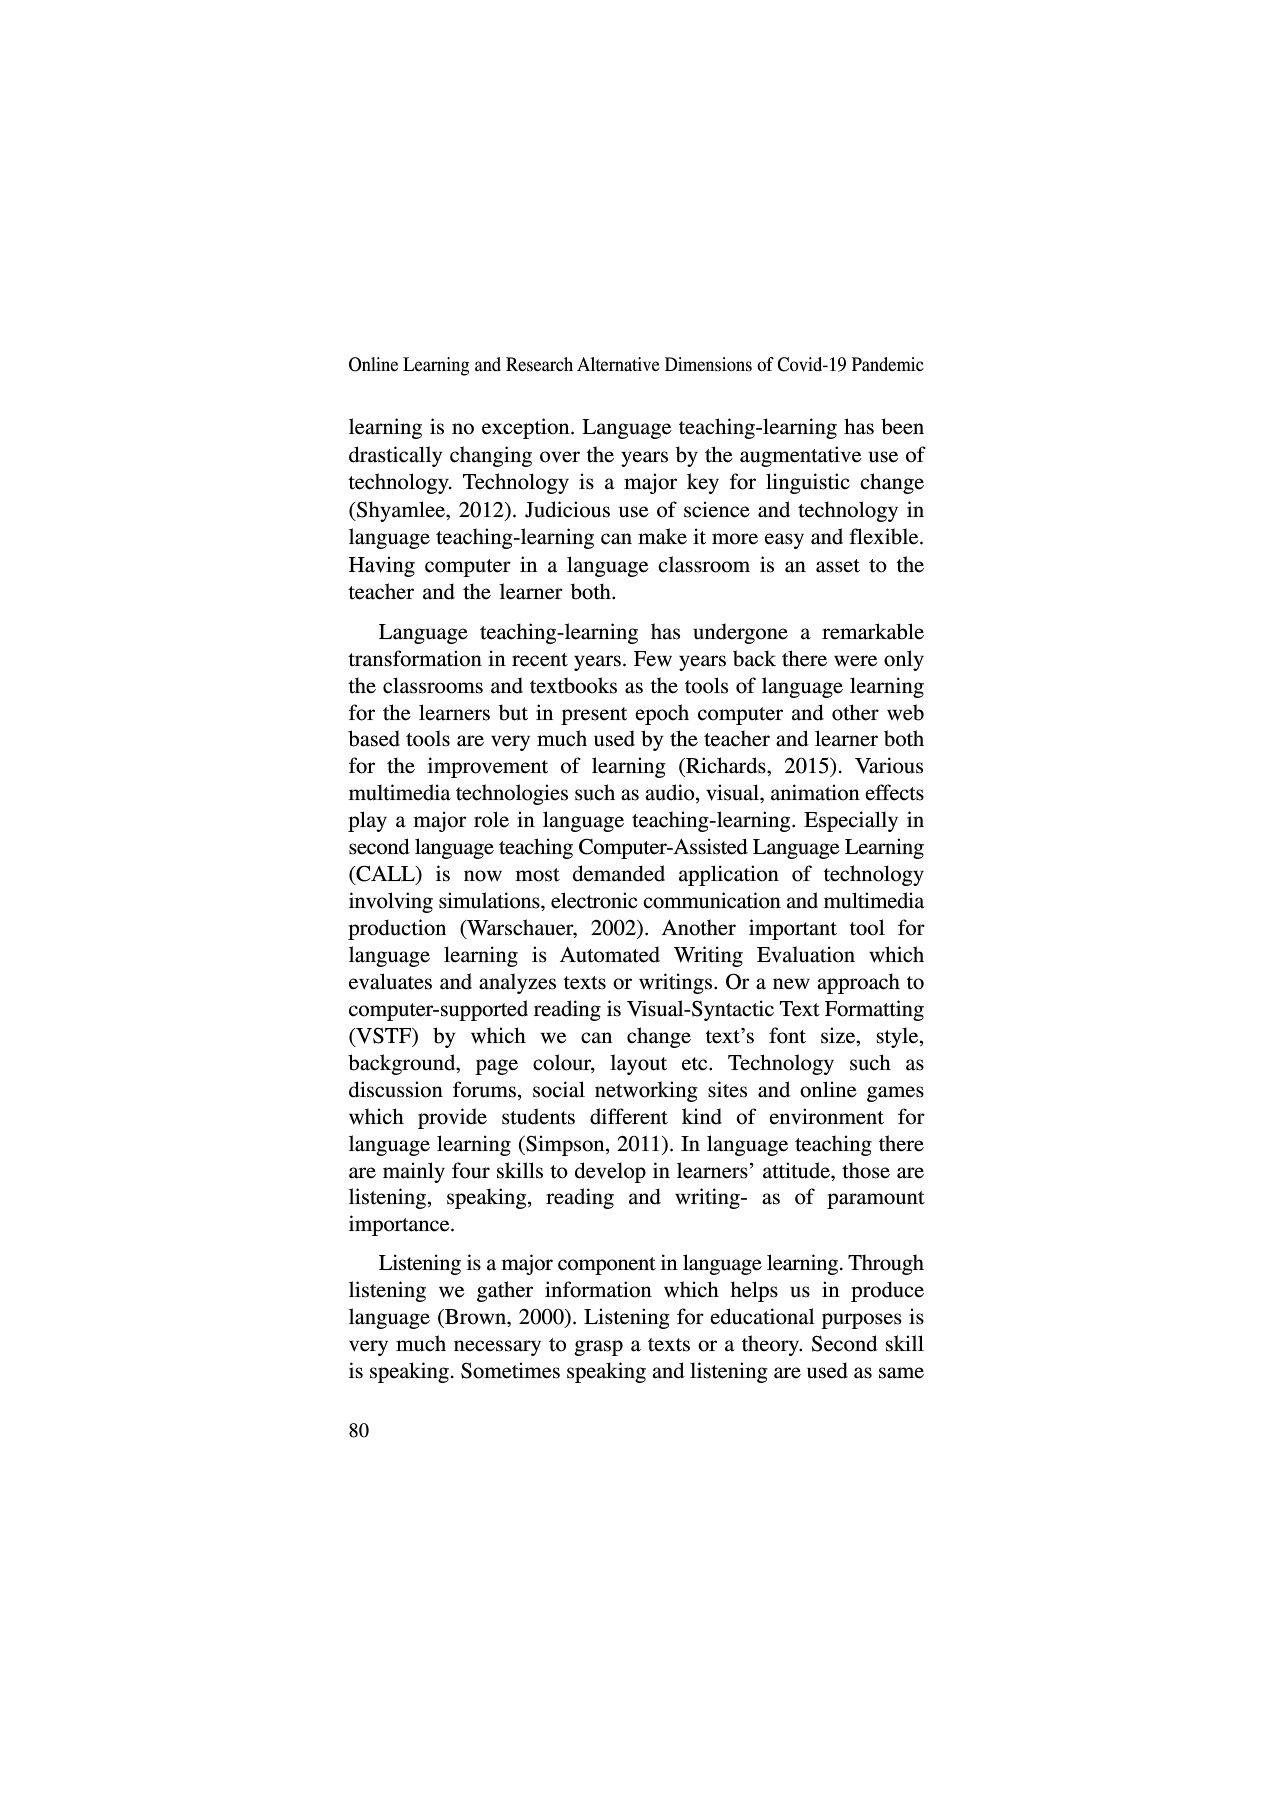 Online Learning and Research Alternative Dimensions of Covid-19 Pandemic
learning is no exception. Language teaching-learning has been
drastically changing over the years by the augmentative use of
technology. Technology is a major key for linguistic change
(Shyamlee, 2012). Judicious use of science and technology in
language teaching-learning can make it more easy and flexible.
Having computer in a language classroom is an asset to the
teacher and the learner both.
Language teaching-learning has undergone a remarkable
transformation in recent years. Few years back there were only
the classrooms and textbooks as the tools of language learning
for the learners but in present epoch computer and other web
based tools are very much used by the teacher and learner both
for the improvement of learning (Richards, 2015). Various
multimedia technologies such as audio, visual, animation effects
play a major role in language teaching-learning. Especially in
second language teaching Computer-Assisted Language Learning
(CALL) is now most demanded application of technology
involving simulations, electronic communication and multimedia
production (Warschauer, 2002). Another important tool for
language learning is Automated Writing Evaluation which
evaluates and analyzes texts or writings. Or a new approach to
computer-supported reading is Visual-Syntactic Text Formatting
(VSTF) by which we can change text’s font size, style,
background, page colour, layout etc. Technology such as
discussion forums, social networking sites and online games
which provide students different kind of environment for
language learning (Simpson, 2011). In language teaching there
are mainly four skills to develop in learners’ attitude, those are
listening, speaking, reading and writing- as of paramount
importance.
Listening is a major component in language learning. Through
listening we gather information which helps us in produce
language (Brown, 2000). Listening for educational purposes is
very much necessary to grasp a texts or a theory. Second skill
is speaking. Sometimes speaking and listening are used as same
80